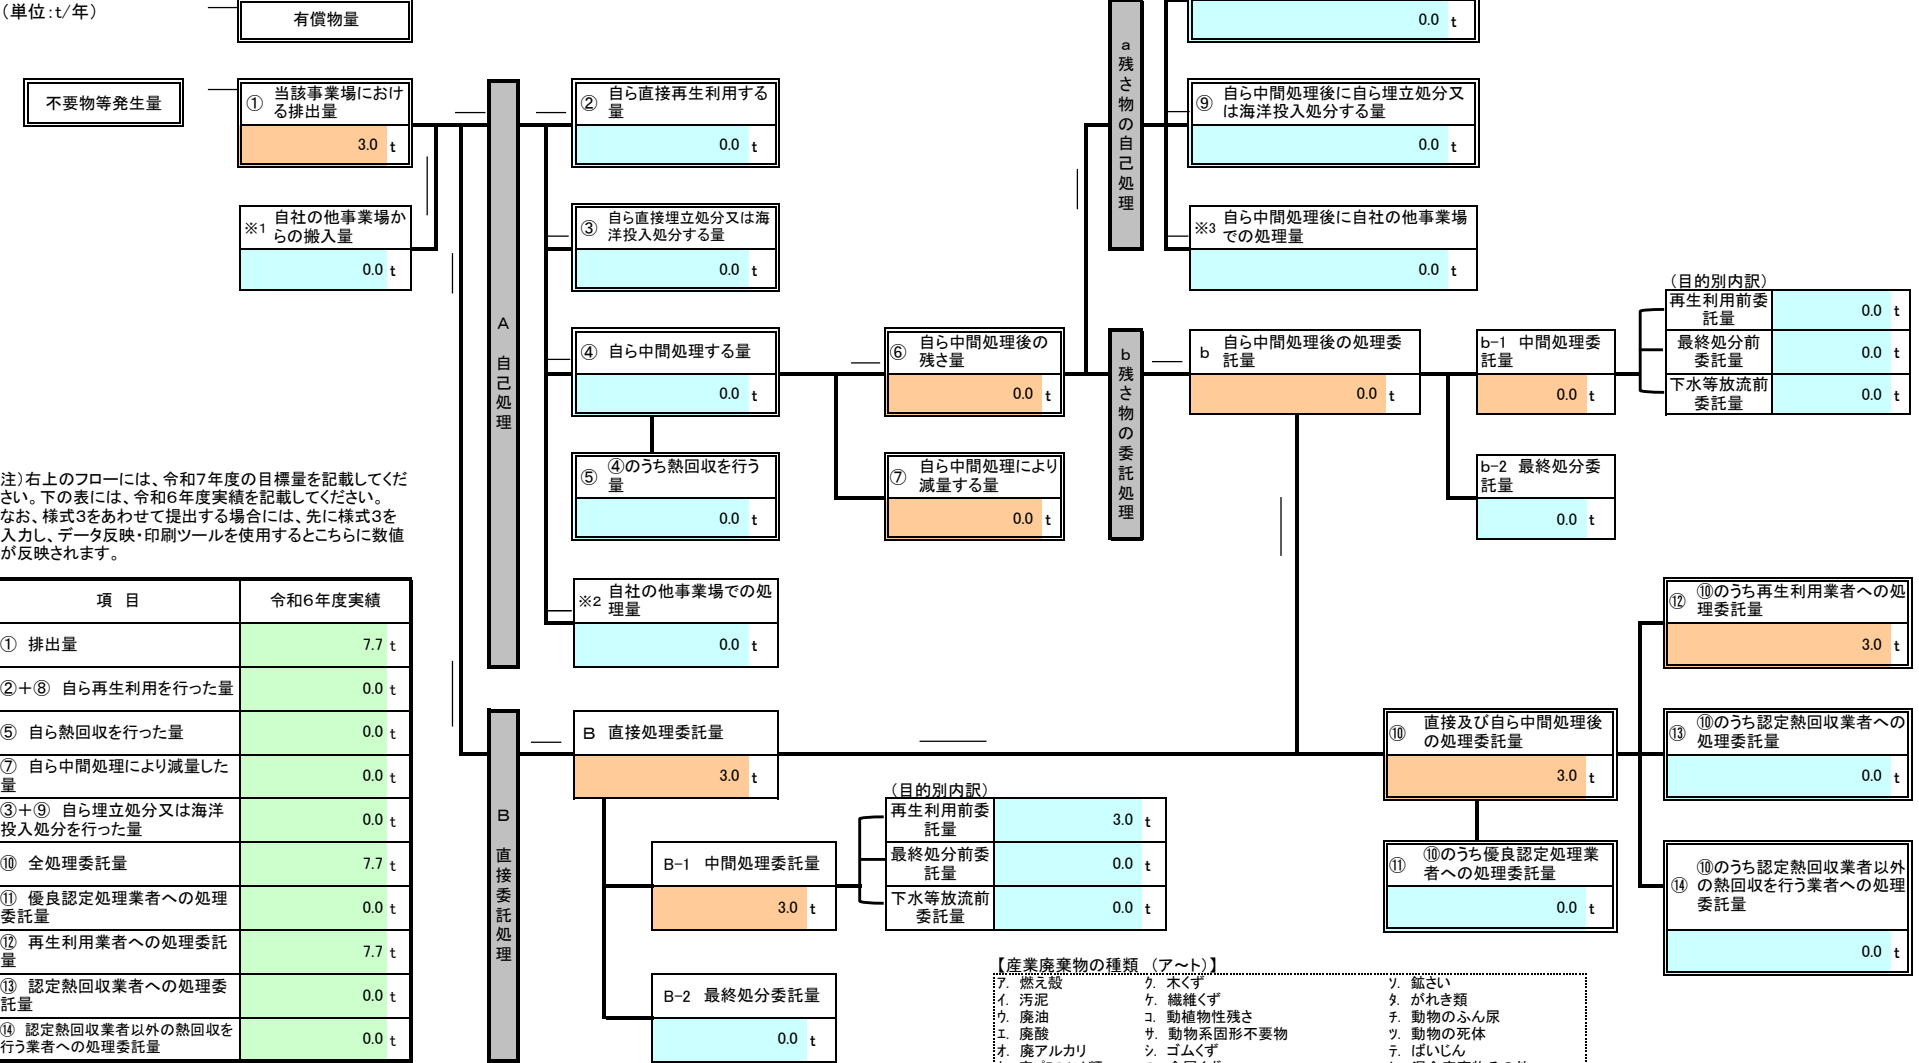 （単位：t/年）
有償物量
0.0 t
不要物等発生量
① 当該事業場におけ
る排出量
3.0 t
※1 自社の他事業場か
らの搬入量
0.0 t
A 自己処理
② 自ら直接再生利用する
量
0.0 t
③ 自ら直接埋立処分又は海
洋投入処分する量
0.0 t
④ 自ら中間処理する量
0.0 t
⑤ ④のうち熱回収を行う
量
0.0 t
※2 自社の他事業場での処
理量
0.0 t
⑥ 自ら中間処理後の
残さ量
0.0 t
⑦ 自ら中間処理により
減量する量
0.0 t
a 残さ物の自己処理
⑨ 自ら中間処理後に自ら埋立処分又
は海洋投入処分する量
0.0 t
※3 自ら中間処理後に自社の他事業場
での処理量
0.0 t
b 残さ物の委託処理
b 自ら中間処理後の処理委
託量
0.0 t
b-1 中間処理委
託量
0.0 t
b-2 最終処分委
託量
0.0 t
（目的別内訳）
再生利用前委
託量
0.0 t
最終処分前
委託量
0.0 t
下水等放流前
委託量
0.0 t
注）右上のフローには、令和７年度の目標量を記載してくだ
さい。下の表には、令和６年度実績を記載してください。
なお、様式３をあわせて提出する場合には、先に様式３を
入力し、データ反映・印刷ツールを使用するとこちらに数値
が反映されます。
項 目 令和６年度実績
① 排出量 7.7 t
②＋⑧ 自ら再生利用を行った量 0.0 t
⑤ 自ら熱回収を行った量 0.0 t
⑦ 自ら中間処理により減量した
量 0.0 t
③＋⑨ 自ら埋立処分又は海洋
投入処分を行った量 0.0 t
⑩ 全処理委託量 7.7 t
⑪ 優良認定処理業者への処理
委託量 0.0 t
⑫ 再生利用業者への処理委託
量 7.7 t
⑬ 認定熱回収業者への処理委
託量 0.0 t
⑭ 認定熱回収業者以外の熱回収を
行う業者への処理委託量 0.0 t
B 直接委託処理
B 直接処理委託量
3.0 t
B-1 中間処理委託量
3.0 t
B-2 最終処分委託量
0.0 t
（目的別内訳）
再生利用前委
託量
3.0 t
最終処分前委
託量
0.0 t
下水等放流前
委託量
0.0 t
⑩ 直接及び自ら中間処理後
の処理委託量
3.0 t
⑪ ⑩のうち優良認定処理業
者への処理委託量
0.0 t
⑫ ⑩のうち再生利用業者への処
理委託量
3.0 t
⑬ ⑩のうち認定熱回収業者への
処理委託量
0.0 t
⑭ ⑩のうち認定熱回収業者以外
の熱回収を行う業者への処理
委託量
0.0 t
【産業廃棄物の種類 （ア～ト）】
ア. 燃え殻 ク. 木くず ソ. 鉱さい
イ. 汚泥 ケ. 繊維くず タ. がれき類
ウ. 廃油 コ. 動植物性残さ チ. 動物のふん尿
エ. 廃酸 サ. 動物系固形不要物 ツ. 動物の死体
オ. 廃アルカリ シ. ゴムくず テ. ばいじん